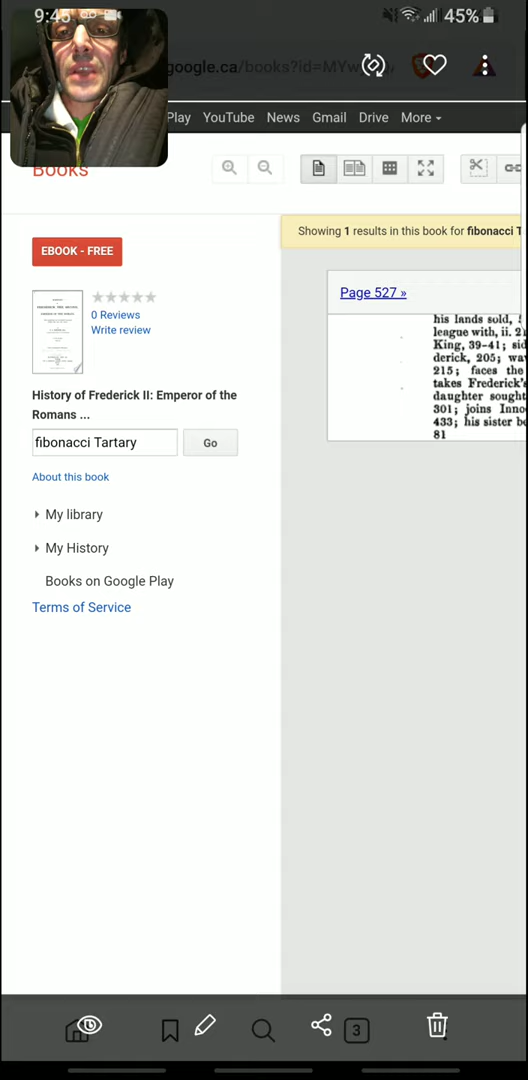 9:45
45%
google.ca/books?id=MYw
Play YouTube News Gmail Drive More
Books
EBOOK - FREE
Showing 1 results in this book for fibonacci T
Page 527 »
0 Reviews
Write review
his lands sold,
league with, ii. 2
King, 39-41; sid
derick, 205; wa
215; faces the
takes Frederick's
daughter sought
301; joins Inno
433; his sister be
81
History of Frederick II: Emperor of the
Romans ...
fibonacci Tartary
Go
About this book
My library
My History
Books on Google Play
Terms of Service
3